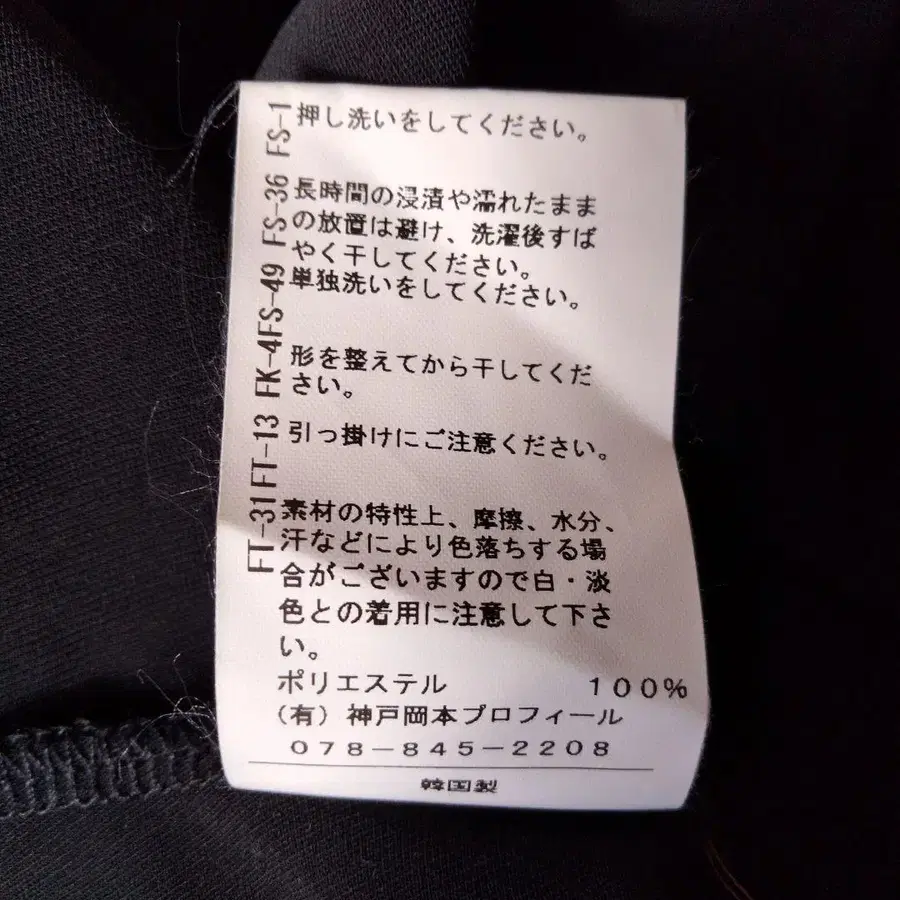 FS-1
押し洗いをしてください。
FS-36
長時間の浸漬や濡れたまま
の放置は避け、洗濯後すば
やく干してください。
FS-49
単独洗いをしてください。
FK-4
形を整えてから干してくだ
さい。
FT-13
引っ掛けにご注意ください。
FT-31
素材の特性上、摩擦、水分、
汗などにより色落ちする場
合がございますので白・淡
色との着用に注意して下さ
い。
ポリエステル 100%
(有)神戸岡本プロフィール
078-845-2208
韓国製